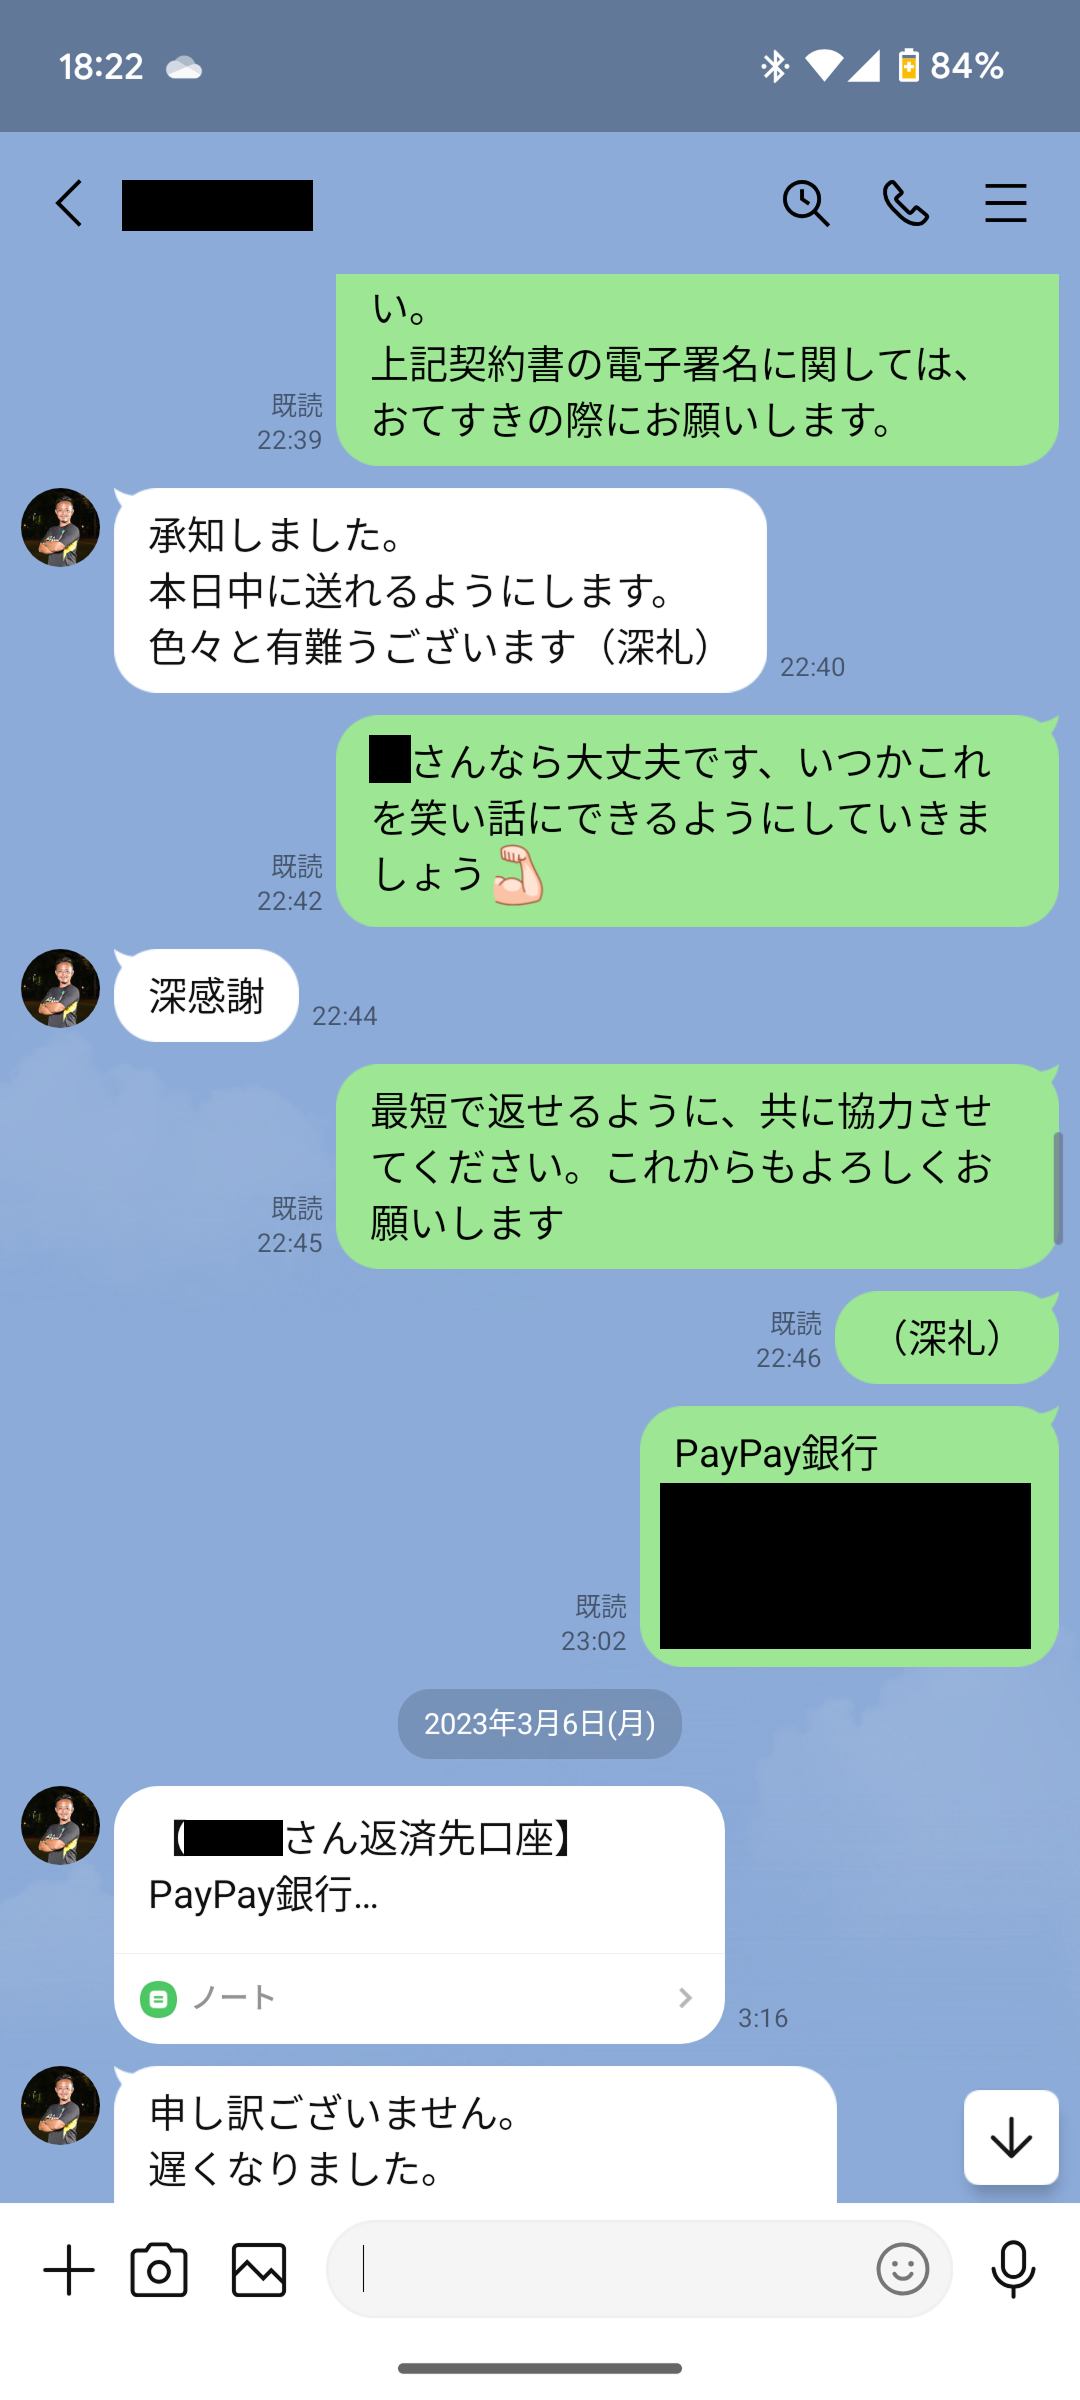 18:22
84%
い。
上記契約書の電子署名に関しては、
おてすきの際にお願いします。
既読
22:39
承知しました。
本日中に送れるようにします。
色々と有難うございます（深礼）
22:40
さんなら大丈夫です、いつかこれ
を笑い話にできるようにしていきま
しょう💪
既読
22:42
深感謝
22:44
最短で返せるように、共に協力させ
てください。これからもよろしくお
願いします
既読
22:45
（深礼）
既読
22:46
PayPay銀行
既読
23:02
2023年3月6日(月)
【さん返済先口座】
PayPay銀行...
ノート
3:16
申し訳ございません。
遅くなりました。